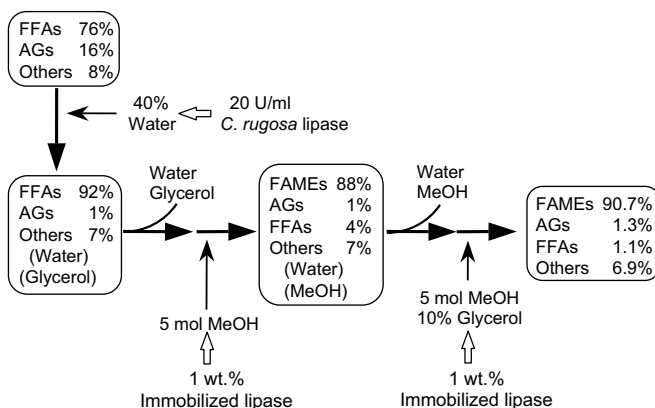 FFAs 76%
AGs 16%
Others 8%
40%
Water
20 U/ml
C. rugosa lipase
FFAs 92%
AGs 1%
Others 7%
(Water)
(Glycerol)
Water
Glycerol
5 mol MeOH
1 wt.%
Immobilized lipase
FAMEs 88%
AGs 1%
FFAs 4%
Others 7%
(Water)
(MeOH)
Water
MeOH
5 mol MeOH
10% Glycerol
1 wt.%
Immobilized lipase
FAMEs 90.7%
AGs 1.3%
FFAs 1.1%
Others 6.9%